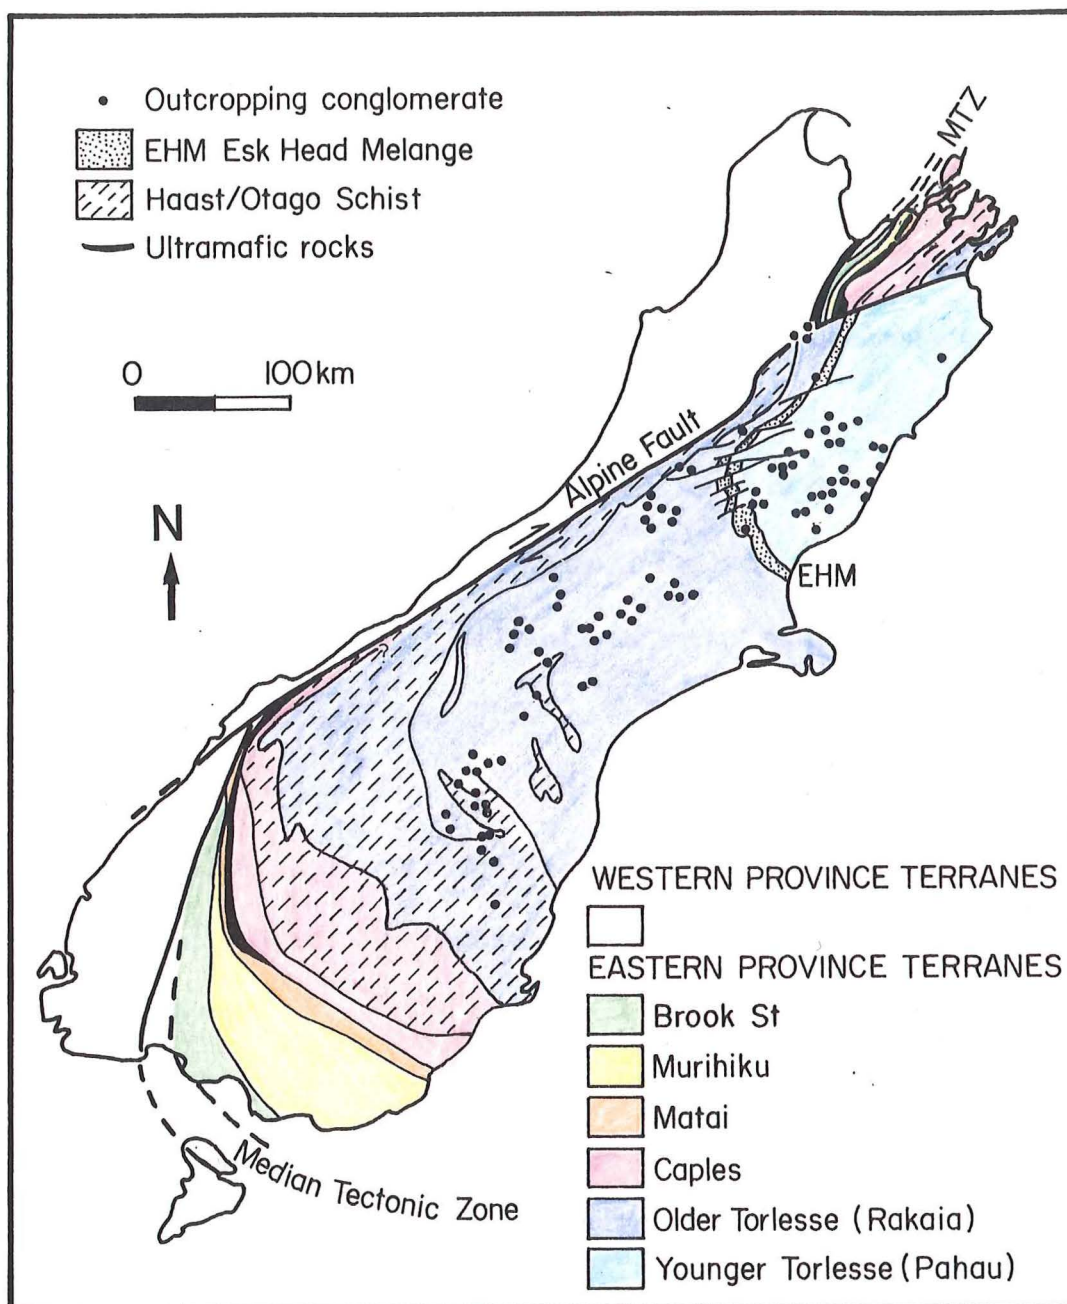 Outcropping conglomerate
EHM Esk Head Melange
Haast/Otago Schist
Ultramafic rocks
MTZ
0 100km
Alpine Fault
N
EHM
WESTERN PROVINCE TERRANES
EASTERN PROVINCE TERRANES
Brook St
Murihiku
Matai
Caples
Older Torlesse (Rakaia)
Younger Torlesse (Pahau)
Median Tectonic Zone